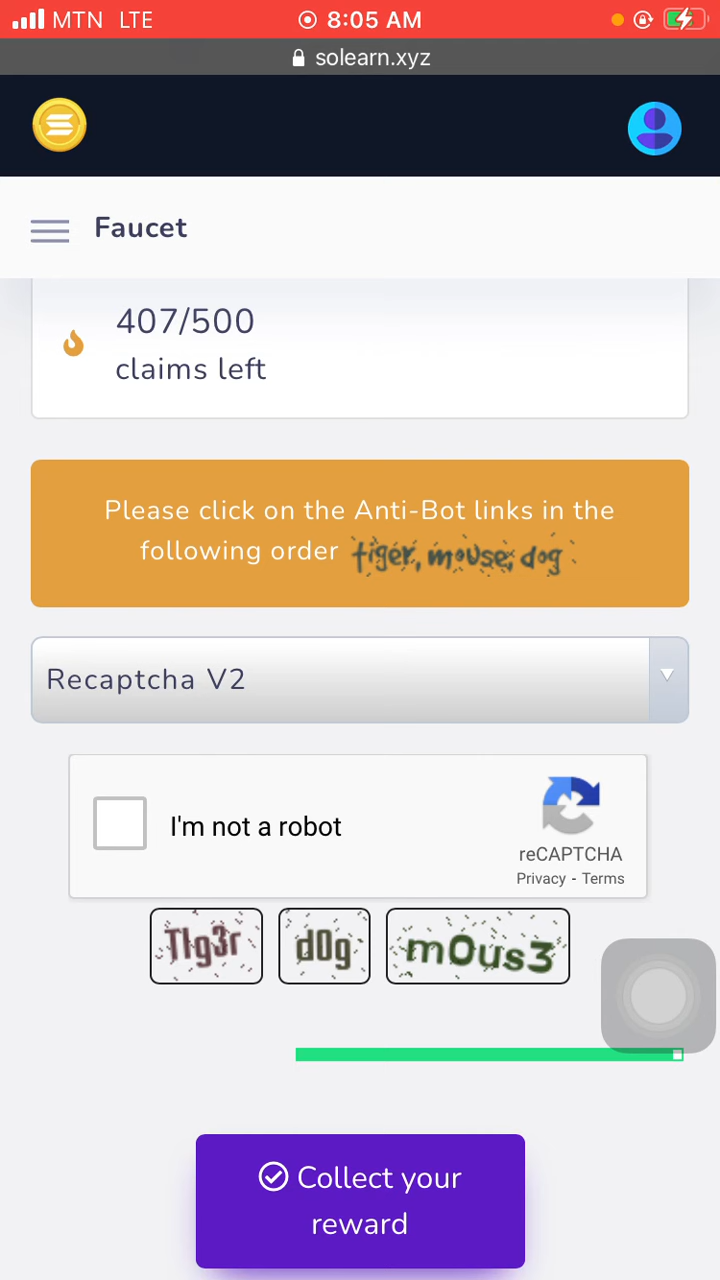 MTN LTE 8:05 AM
solearn.xyz
Faucet
407/500
claims left
Please click on the Anti-Bot links in the
following order tiger, mouse, dog
Recaptcha V2
I'm not a robot
reCAPTCHA
Privacy - Terms
TIg3r d0g m0us3
Collect your
reward